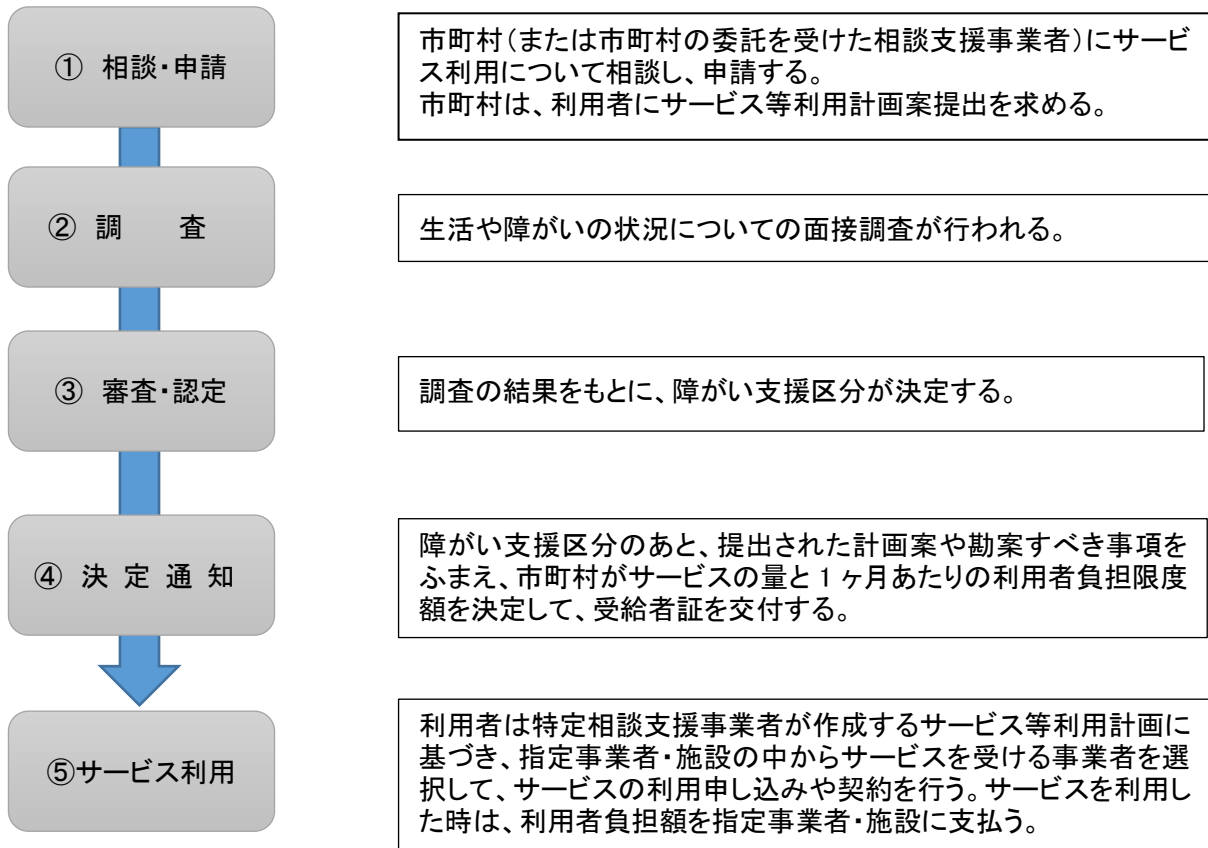 ① 相談・申請
市町村（または市町村の委託を受けた相談支援事業者）にサービ
ス利用について相談し、申請する。
市町村は、利用者にサービス等利用計画案提出を求める。
② 調　　査
生活や障がいの状況についての面接調査が行われる。
③ 審査・認定
調査の結果をもとに、障がい支援区分が決定する。
④ 決 定 通 知
障がい支援区分のあと、提出された計画案や勘案すべき事項を
ふまえ、市町村がサービスの量と 1 ヶ月あたりの利用者負担限度
額を決定して、受給者証を交付する。
⑤サービス利用
利用者は特定相談支援事業者が作成するサービス等利用計画に
基づき、指定事業者・施設の中からサービスを受ける事業者を選
択して、サービスの利用申し込みや契約を行う。サービスを利用し
た時は、利用者負担額を指定事業者・施設に支払う。